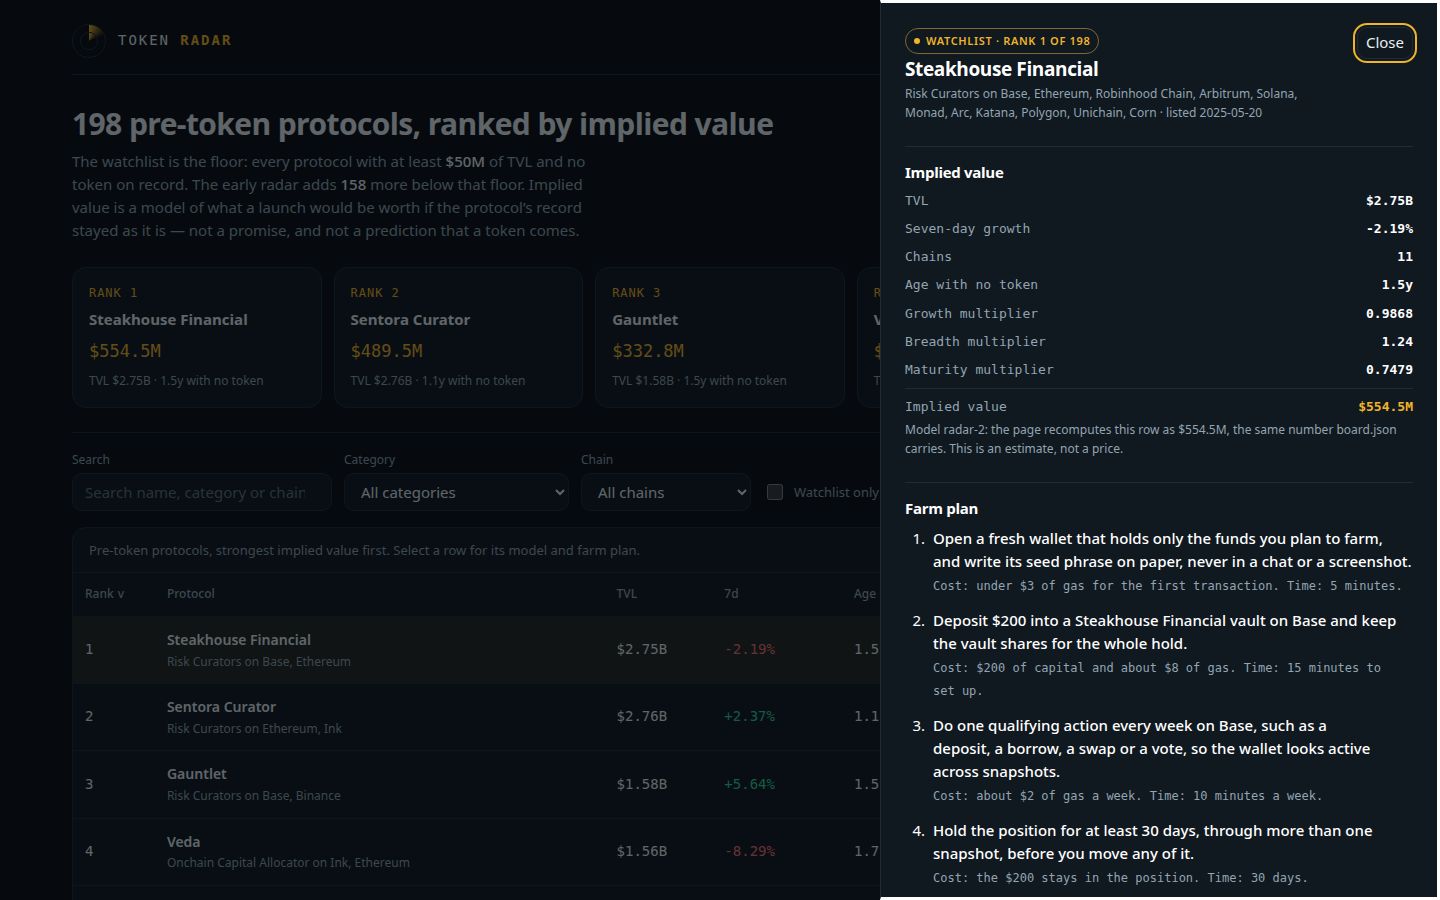 TOKEN RADAR
198 pre-token protocols, ranked by implied value
The watchlist is the floor: every protocol with at least $50M of TVL and no
token on record. The early radar adds 158 more below that floor. Implied
value is a model of what a launch would be worth if the protocol's record
stayed as it is — not a promise, and not a prediction that a token comes.
RANK 1
Steakhouse Financial
$554.5M
TVL $2.75B · 1.5y with no token
RANK 2
Sentora Curator
$489.5M
TVL $2.76B · 1.1y with no token
RANK 3
Gauntlet
$332.8M
TVL $1.58B · 1.5y with no token
Search
Category
Chain
Search name, category or chain
All categories
All chains
Watchlist only
Pre-token protocols, strongest implied value first. Select a row for its model and farm plan.
Rank v Protocol TVL 7d Age
1 Steakhouse Financial $2.75B -2.19% 1.5
Risk Curators on Base, Ethereum
2 Sentora Curator $2.76B +2.37% 1.1
Risk Curators on Ethereum, Ink
3 Gauntlet $1.58B +5.64% 1.5
Risk Curators on Base, Binance
4 Veda $1.56B -8.29% 1.7
Onchain Capital Allocator on Ink, Ethereum
WATCHLIST · RANK 1 OF 198
Close
Steakhouse Financial
Risk Curators on Base, Ethereum, Robinhood Chain, Arbitrum, Solana,
Monad, Arc, Katana, Polygon, Unichain, Corn · listed 2025-05-20
Implied value
TVL $2.75B
Seven-day growth -2.19%
Chains 11
Age with no token 1.5y
Growth multiplier 0.9868
Breadth multiplier 1.24
Maturity multiplier 0.7479
Implied value $554.5M
Model radar-2: the page recomputes this row as $554.5M, the same number board.json
carries. This is an estimate, not a price.
Farm plan
1. Open a fresh wallet that holds only the funds you plan to farm,
and write its seed phrase on paper, never in a chat or a screenshot.
Cost: under $3 of gas for the first transaction. Time: 5 minutes.
2. Deposit $200 into a Steakhouse Financial vault on Base and keep
the vault shares for the whole hold.
Cost: $200 of capital and about $8 of gas. Time: 15 minutes to
set up.
3. Do one qualifying action every week on Base, such as a
deposit, a borrow, a swap or a vote, so the wallet looks active
across snapshots.
Cost: about $2 of gas a week. Time: 10 minutes a week.
4. Hold the position for at least 30 days, through more than one
snapshot, before you move any of it.
Cost: the $200 stays in the position. Time: 30 days.